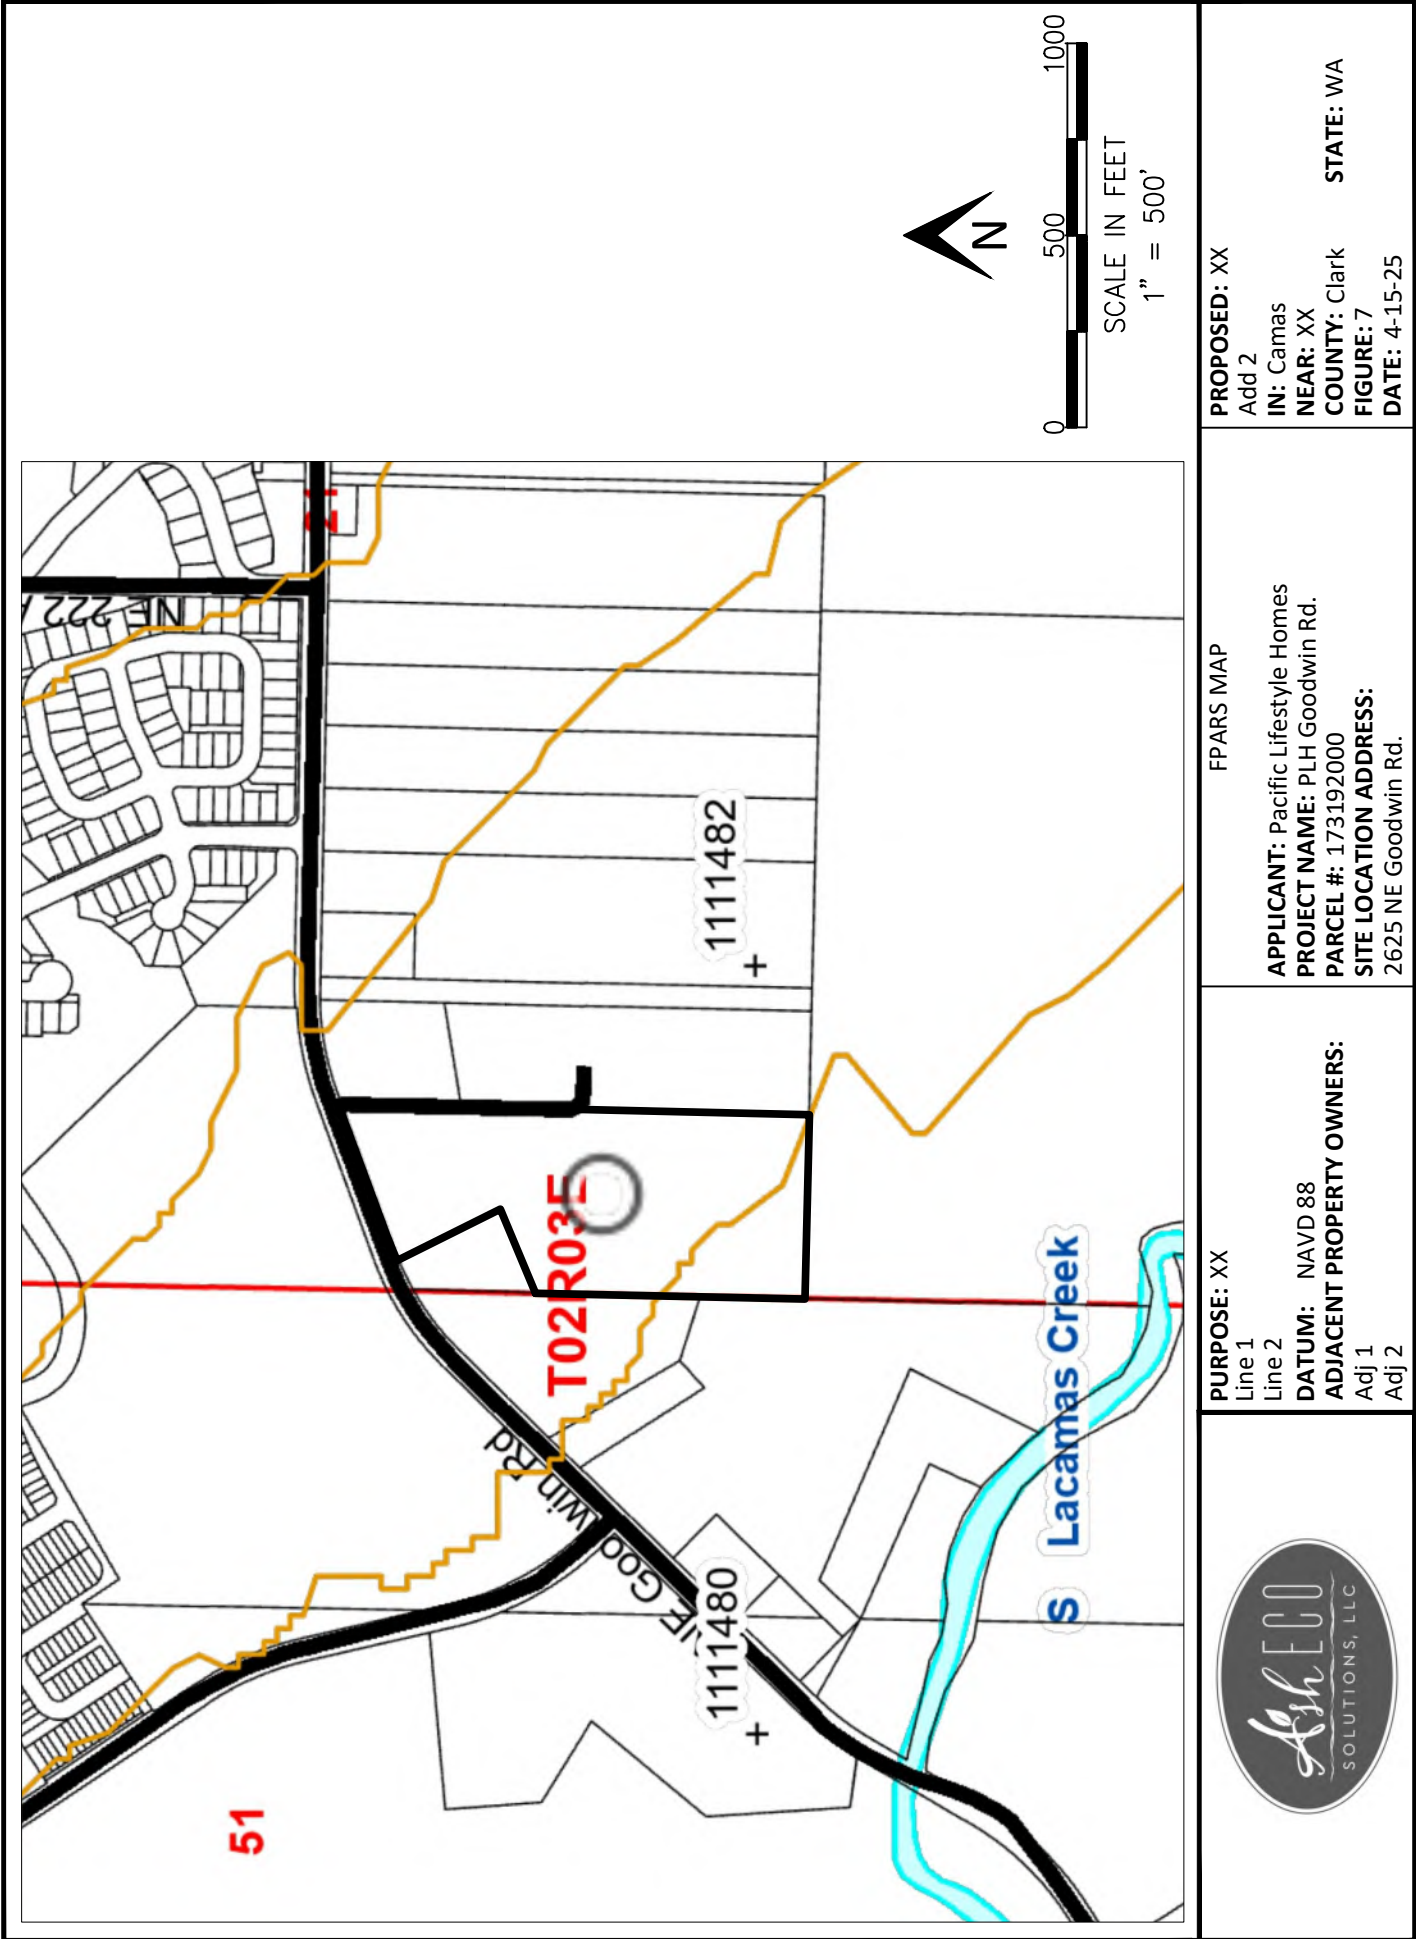 NE 222
21
T02R03E
1111482
NE Goodwin Rd
1111480
51
S Lacamas Creek
N
0 500 1000
SCALE IN FEET
1" = 500'
PURPOSE: XX
Line 1
Line 2
DATUM: NAVD 88
ADJACENT PROPERTY OWNERS:
Adj 1
Adj 2
FPARS MAP
APPLICANT: Pacific Lifestyle Homes
PROJECT NAME: PLH Goodwin Rd.
PARCEL #: 173192000
SITE LOCATION ADDRESS:
2625 NE Goodwin Rd.
PROPOSED: XX
Add 2
IN: Camas
NEAR: XX
COUNTY: Clark STATE: WA
FIGURE: 7
DATE: 4-15-25
Ash ECO
SOLUTIONS, LLC